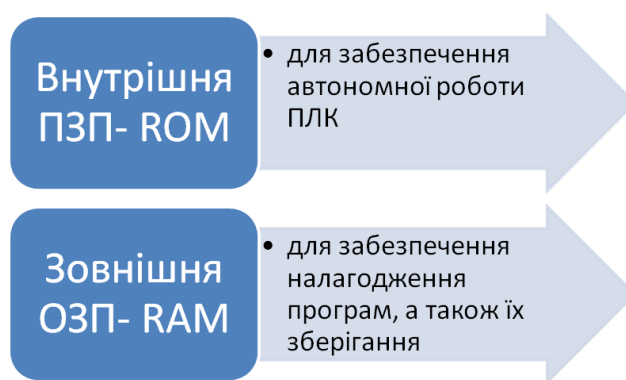 Внутрішня
ПЗП- ROM
• для забезпечення
автономної роботи
ПЛК
Зовнішня
ОЗП- RAM
• для забезпечення
налагодження
програм, а також їх
зберігання